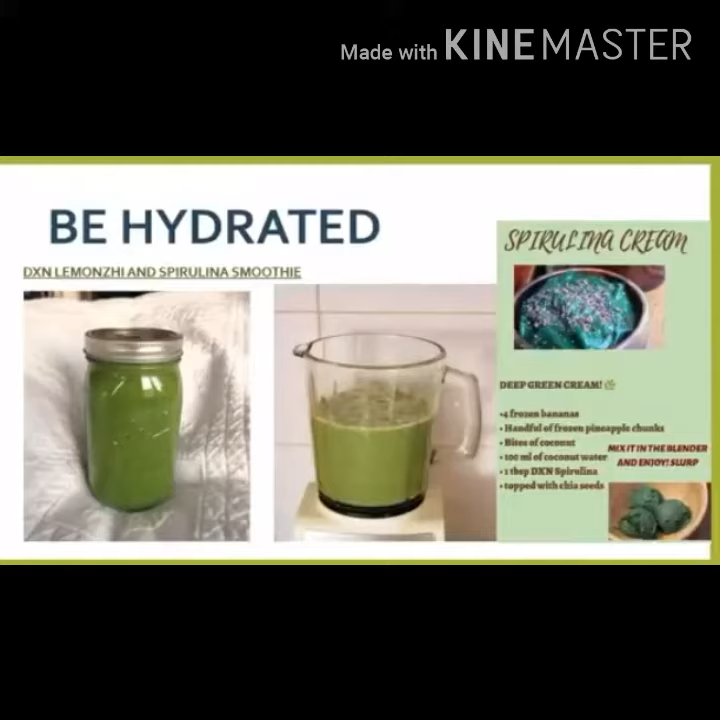 Made with KINEMASTER
BE HYDRATED
DXN LEMONZHI AND SPIRULINA SMOOTHIE
SPIRULINA CREAM
DEEP GREEN CREAM!
•4 frozen bananas
• Handful of frozen pineapple chunks
• Bites of coconut
• 100 ml of coconut water
• 1 tbsp DXN Spirulina
• topped with chia seeds
MIX IT IN THE BLENDER
AND ENJOY! SLURP